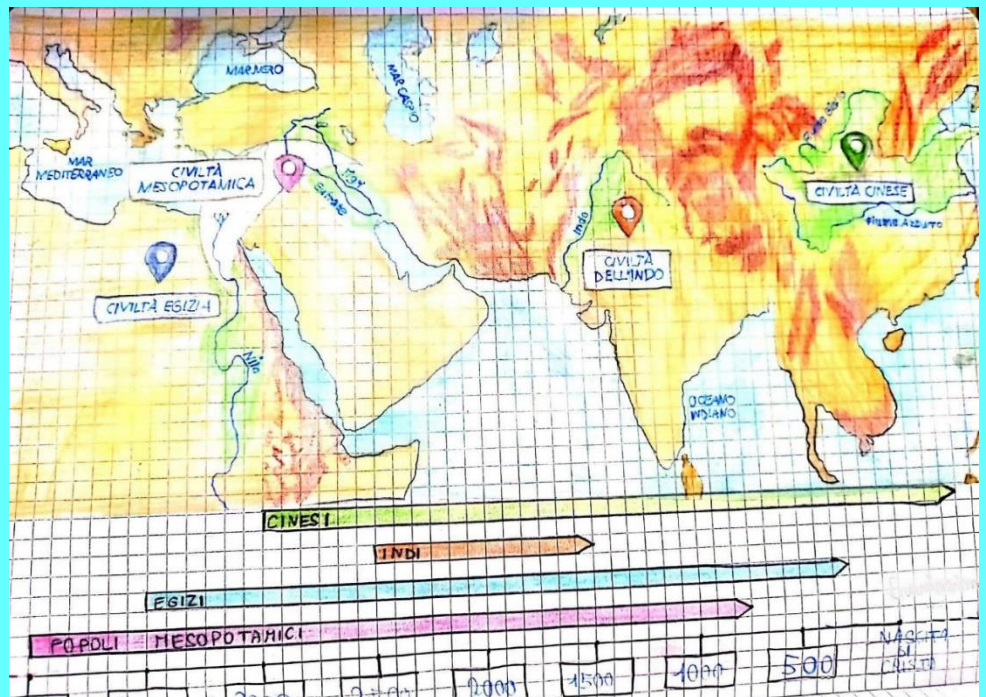 MAR NERO
MAR CASPIO
MAR
MEDITERRANEO
CIVILTÀ
MESOPOTAMICA
Eufrate
CIVILTÀ EGIZIA
Nilo
Indo
CIVILTÀ
DELL'INDO
CIVILTÀ CINESE
FIUME AZZURRO
OCEANO
INDIANO
CINESI
INDI
EGIZI
POPOLI MESOPOTAMICI
2000
1500
1000
500
NASCITA
DI
CRISTO